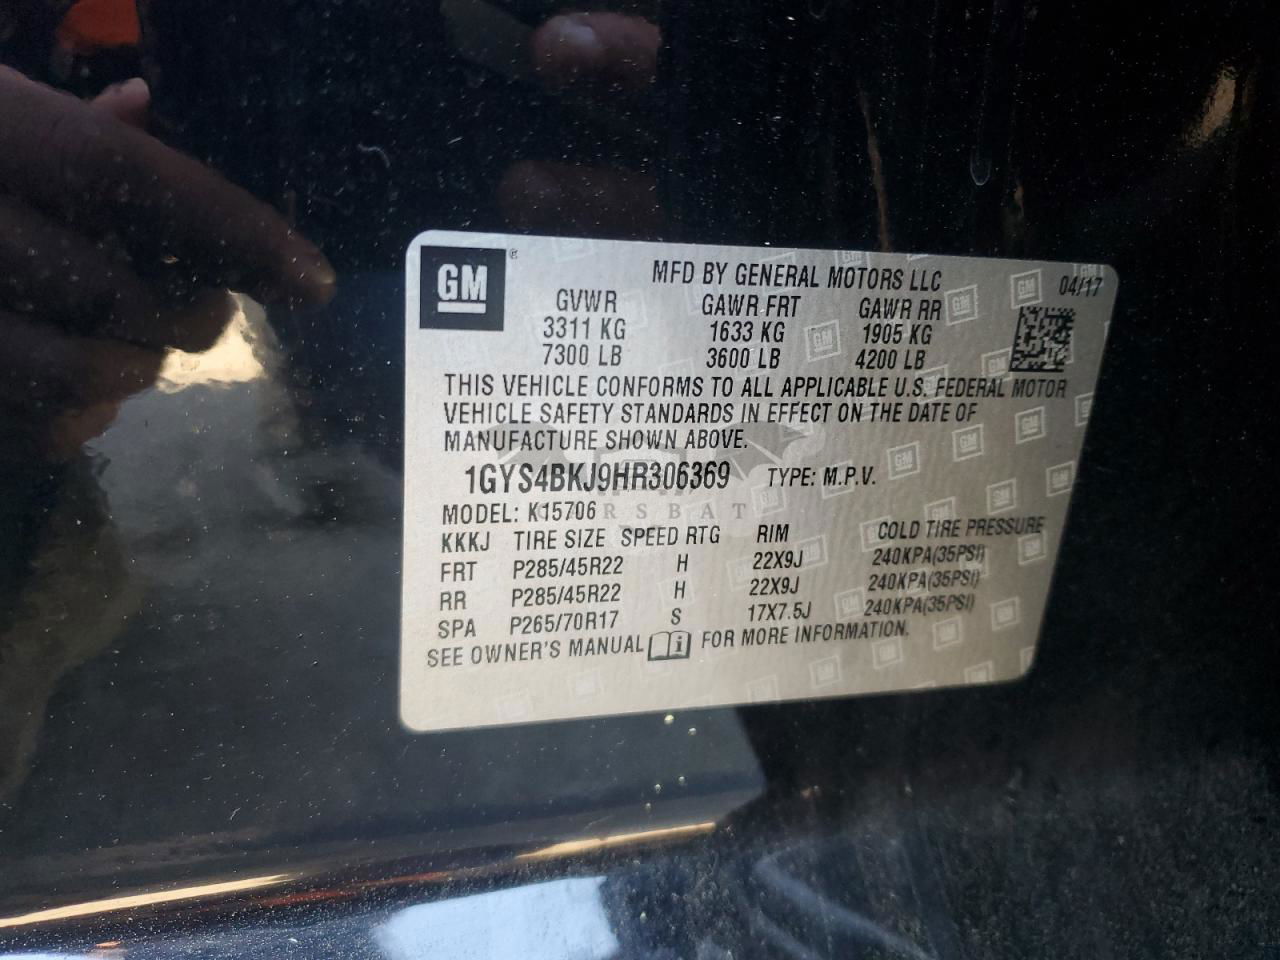 GM ®
MFD BY GENERAL MOTORS LLC 04/17
GVWR GAWR FRT GAWR RR
3311 KG 1633 KG 1905 KG
7300 LB 3600 LB 4200 LB
THIS VEHICLE CONFORMS TO ALL APPLICABLE U.S. FEDERAL MOTOR
VEHICLE SAFETY STANDARDS IN EFFECT ON THE DATE OF
MANUFACTURE SHOWN ABOVE.
1GYS4BKJ9HR306369 TYPE: M.P.V.
MODEL: K15706
KKKJ TIRE SIZE SPEED RTG RIM COLD TIRE PRESSURE
FRT P285/45R22 H 22X9J 240KPA(35PSI)
RR P285/45R22 H 22X9J 240KPA(35PSI)
SPA P265/70R17 S 17X7.5J 240KPA(35PSI)
SEE OWNER'S MANUAL i FOR MORE INFORMATION.